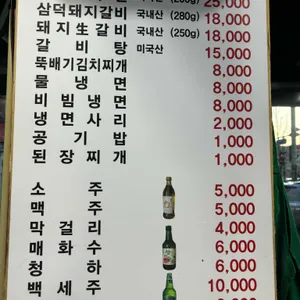 25,000
삼덕돼지갈비 국내산 (280g) 18,000
돼지生갈비 국내산 (250g) 18,000
갈비탕 미국산 15,000
뚝배기김치찌개 8,000
물냉면 8,000
비빔냉면 8,000
냉면사리 2,000
공기밥 1,000
된장찌개 1,000
소주 5,000
맥주 5,000
막걸리 4,000
매화수 6,000
청하 6,000
백세주 10,000